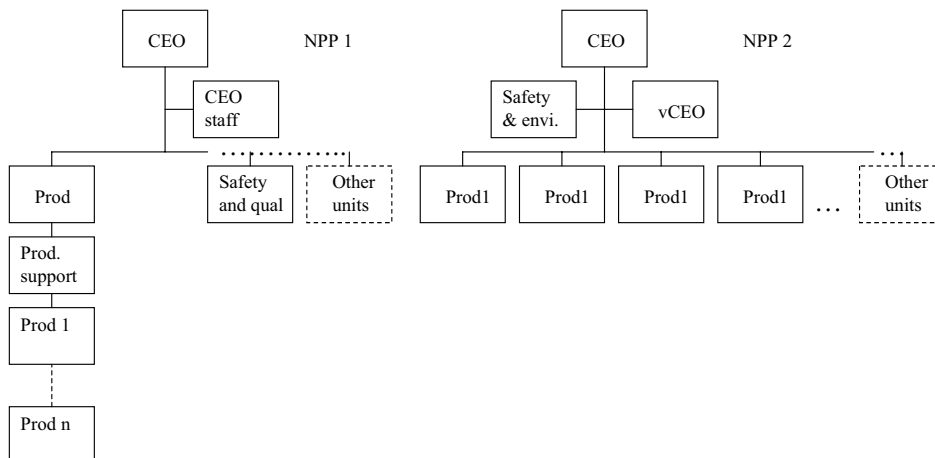 CEO
NPP 1
CEO
staff
Prod
Safety
and qual
Other
units
Prod.
support
Prod 1
Prod n
CEO
NPP 2
Safety
& envi.
vCEO
Prod1
Prod1
Prod1
Prod1
...
Other
units